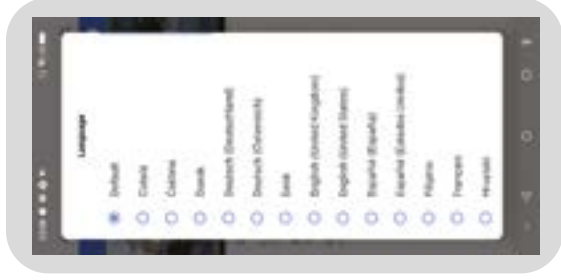 Language
Default
Català
Čeština
Dansk
Deutsch (Deutschland)
Deutsch (Österreich)
Eesti
English (United Kingdom)
English (United States)
Español (España)
Español (Estados Unidos)
Filipino
Français
Hrvatski